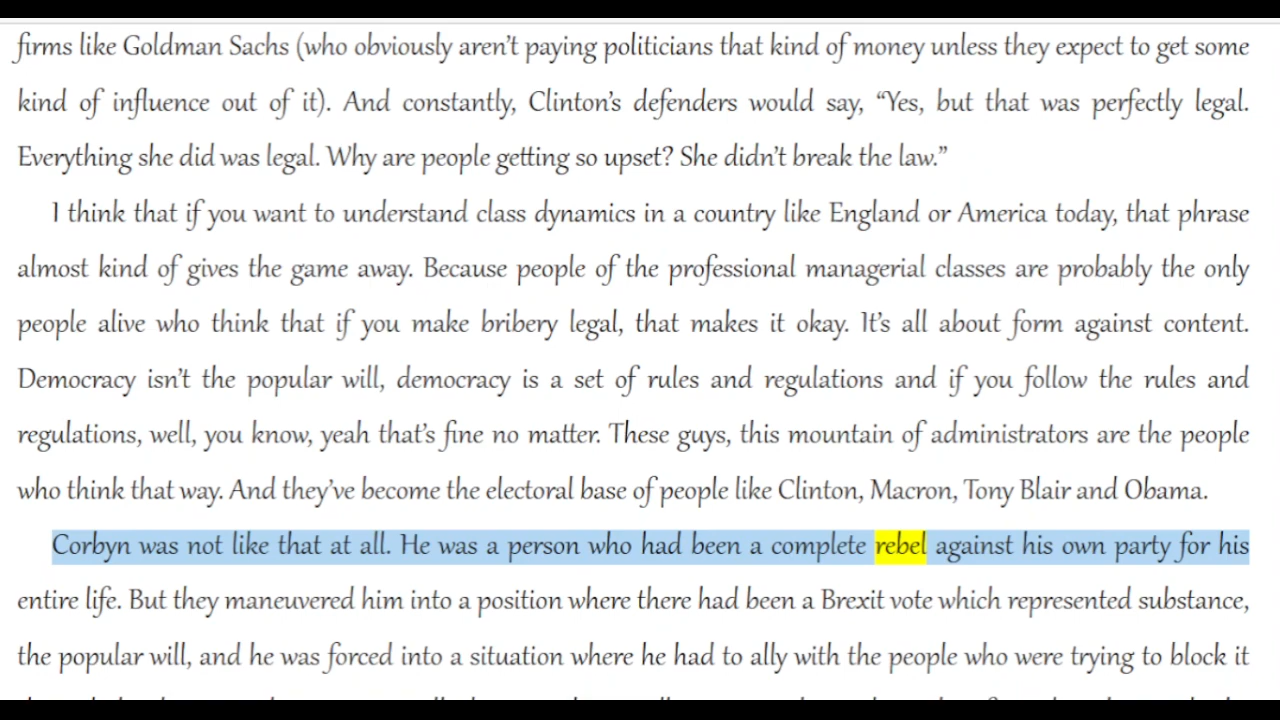 firms like Goldman Sachs (who obviously aren't paying politicians that kind of money unless they expect to get some
kind of influence out of it). And constantly, Clinton's defenders would say, “Yes, but that was perfectly legal.
Everything she did was legal. Why are people getting so upset? She didn't break the law.”
I think that if you want to understand class dynamics in a country like England or America today, that phrase
almost kind of gives the game away. Because people of the professional managerial classes are probably the only
people alive who think that if you make bribery legal, that makes it okay. It's all about form against content.
Democracy isn't the popular will, democracy is a set of rules and regulations and if you follow the rules and
regulations, well, you know, yeah that's fine no matter. These guys, this mountain of administrators are the people
who think that way. And they've become the electoral base of people like Clinton, Macron, Tony Blair and Obama.
Corbyn was not like that at all. He was a person who had been a complete rebel against his own party for his
entire life. But they maneuvered him into a position where there had been a Brexit vote which represented substance,
the popular will, and he was forced into a situation where he had to ally with the people who were trying to block it